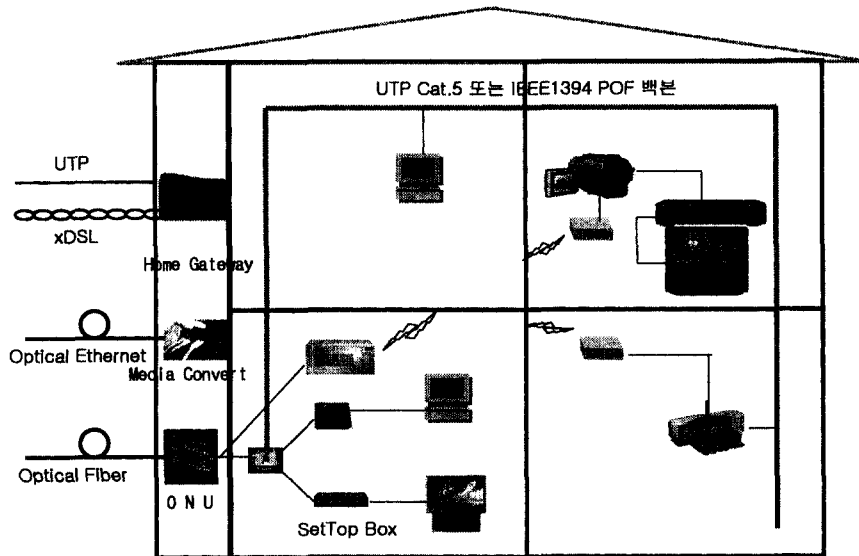 UTP Cat.5 또는 IEEE1394 POF 백본
UTP
xDSL
Home Gateway
Optical Ethernet
Media Convert
Optical Fiber
O N U
SetTop Box